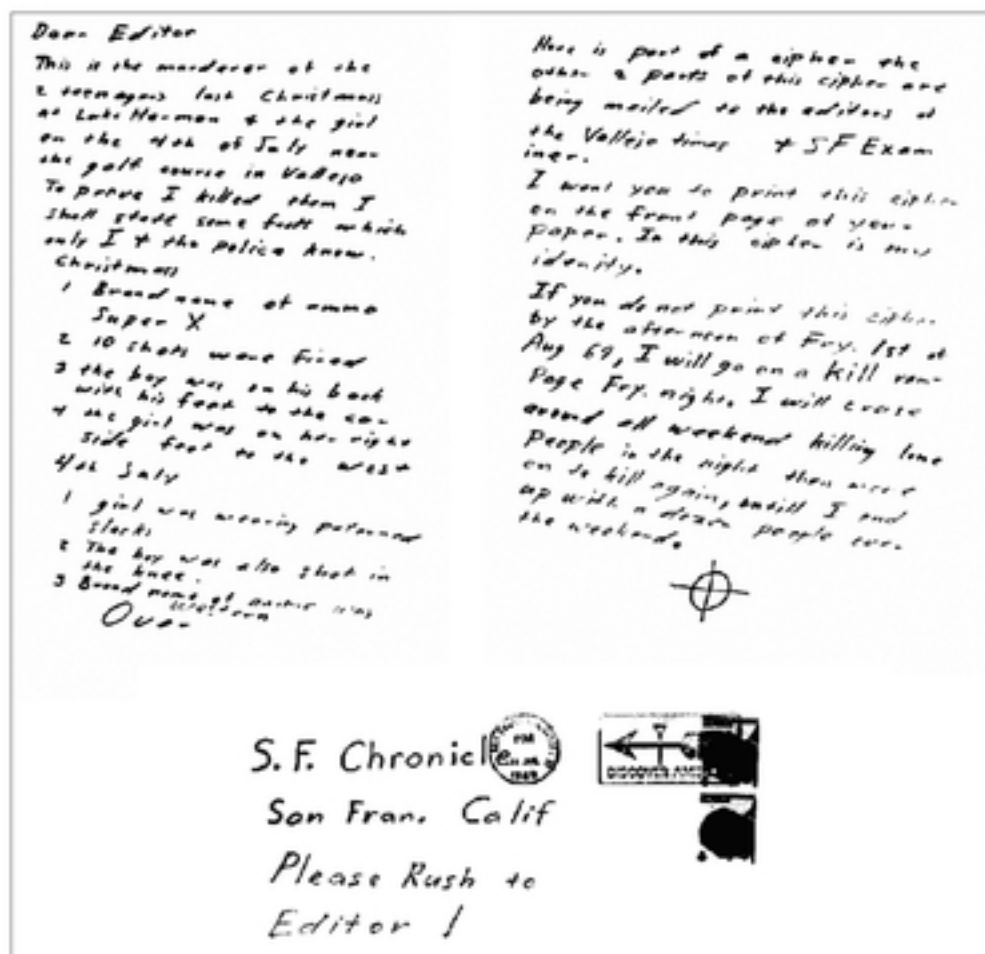 Dear Editor
This is the murderer of the
2 teenagers last Christmass
at Lake Herman & the girl
on the 4th of July near
the golf course in Vallejo
To prove I killed them I
shall state some facts which
only I & the police know.
Christmass
1 Brand name of ammo
Super X
2 10 shots were fired
3 the boy was on his back
with his feet to the car
4 the girl was on her right
side feet to the west
4th July
1 girl was wearing paterned
slacks
2 The boy was also shot in
the knee.
3 Brand name of ammo was
western
Over
Here is part of a cipher the
other 2 parts of this cipher are
being mailed to the editors of
the Vallejo times & SF Exam
iner.
I want you to print this cipher
on the front page of your
paper. In this cipher is my
idenity.
If you do not print this cipher
by the afternoon of Fry. 1st of
Aug 69, I will go on a kill ram-
Page Fry. night. I will cruse
around all weekend killing lone
people in the night then move
on to kill again, untill I end
up with a dozen people over
the weekend.
S.F. Chronicle
San Fran. Calif
Please Rush to
Editor !
PM
1969
DISCOVER